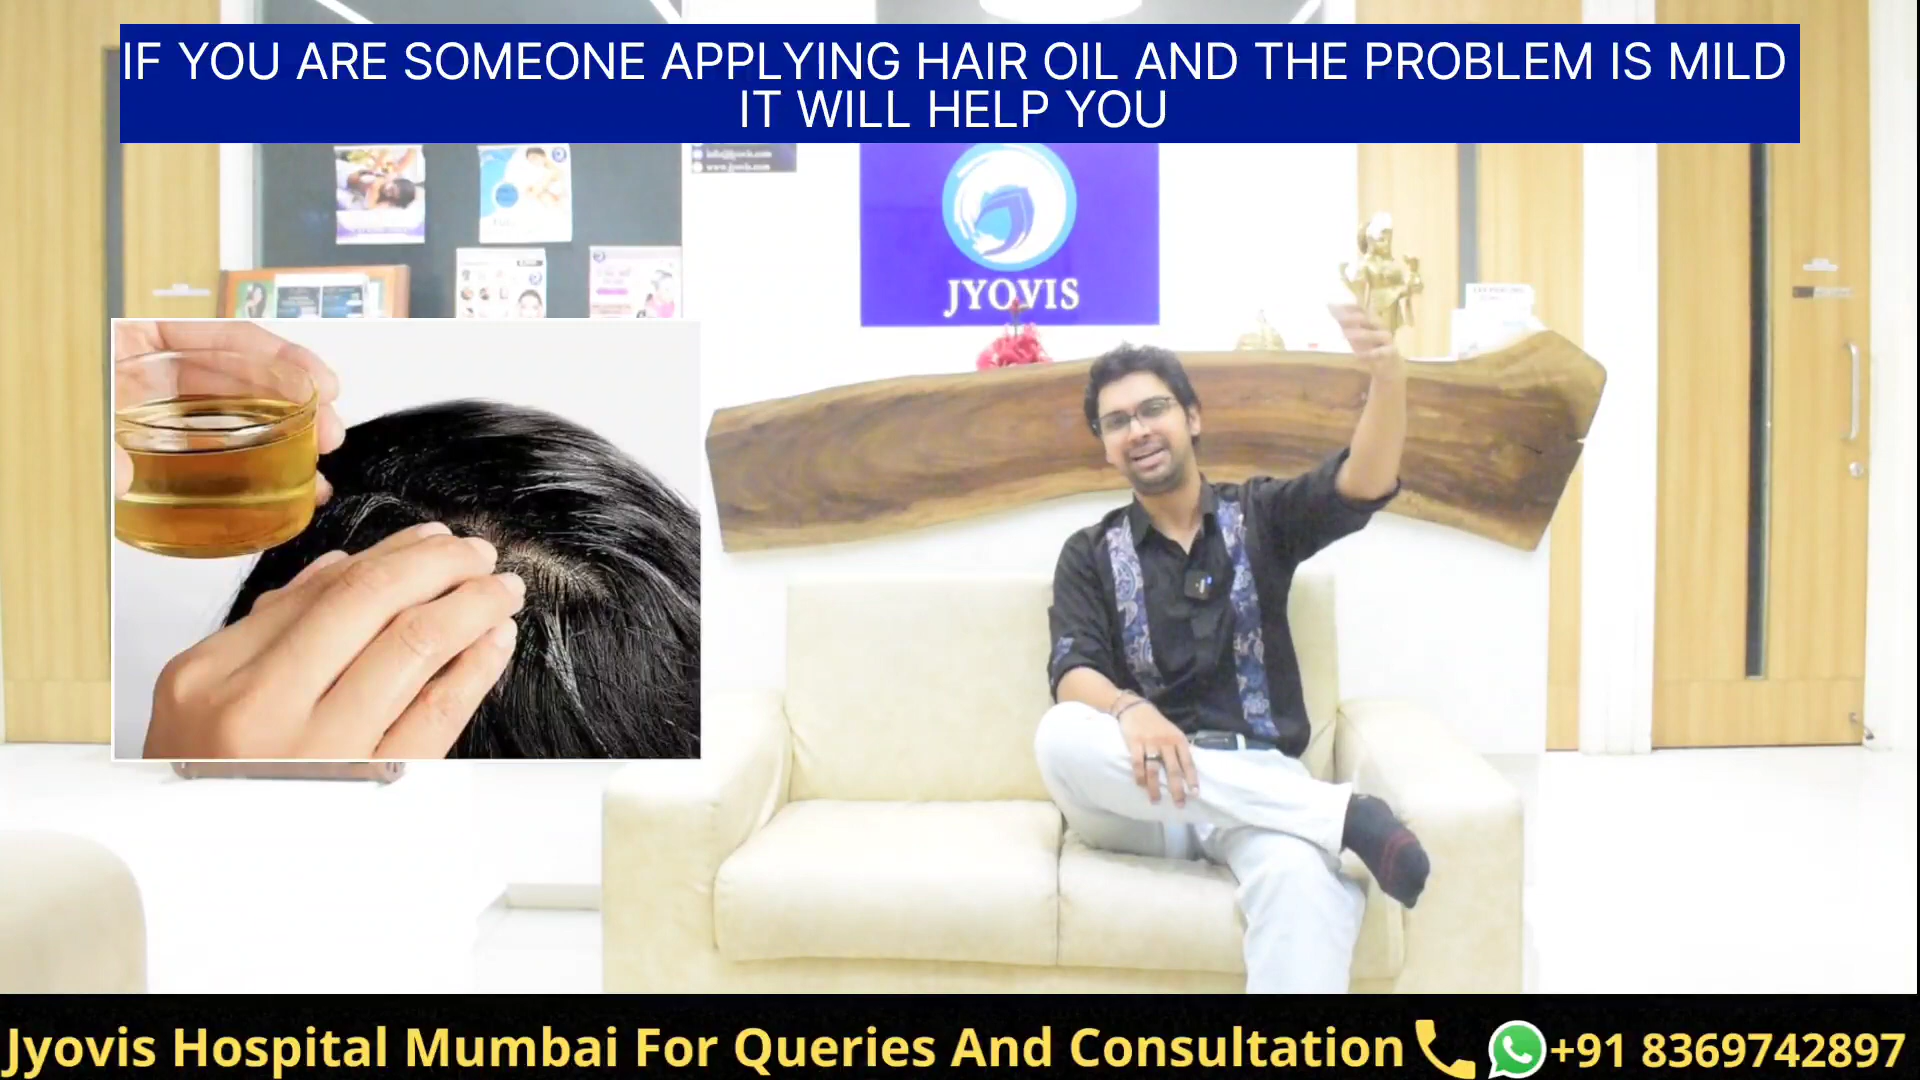 IF YOU ARE SOMEONE APPLYING HAIR OIL AND THE PROBLEM IS MILD
IT WILL HELP YOU
JYOVIS
Jyovis Hospital Mumbai For Queries And Consultation +91 8369742897